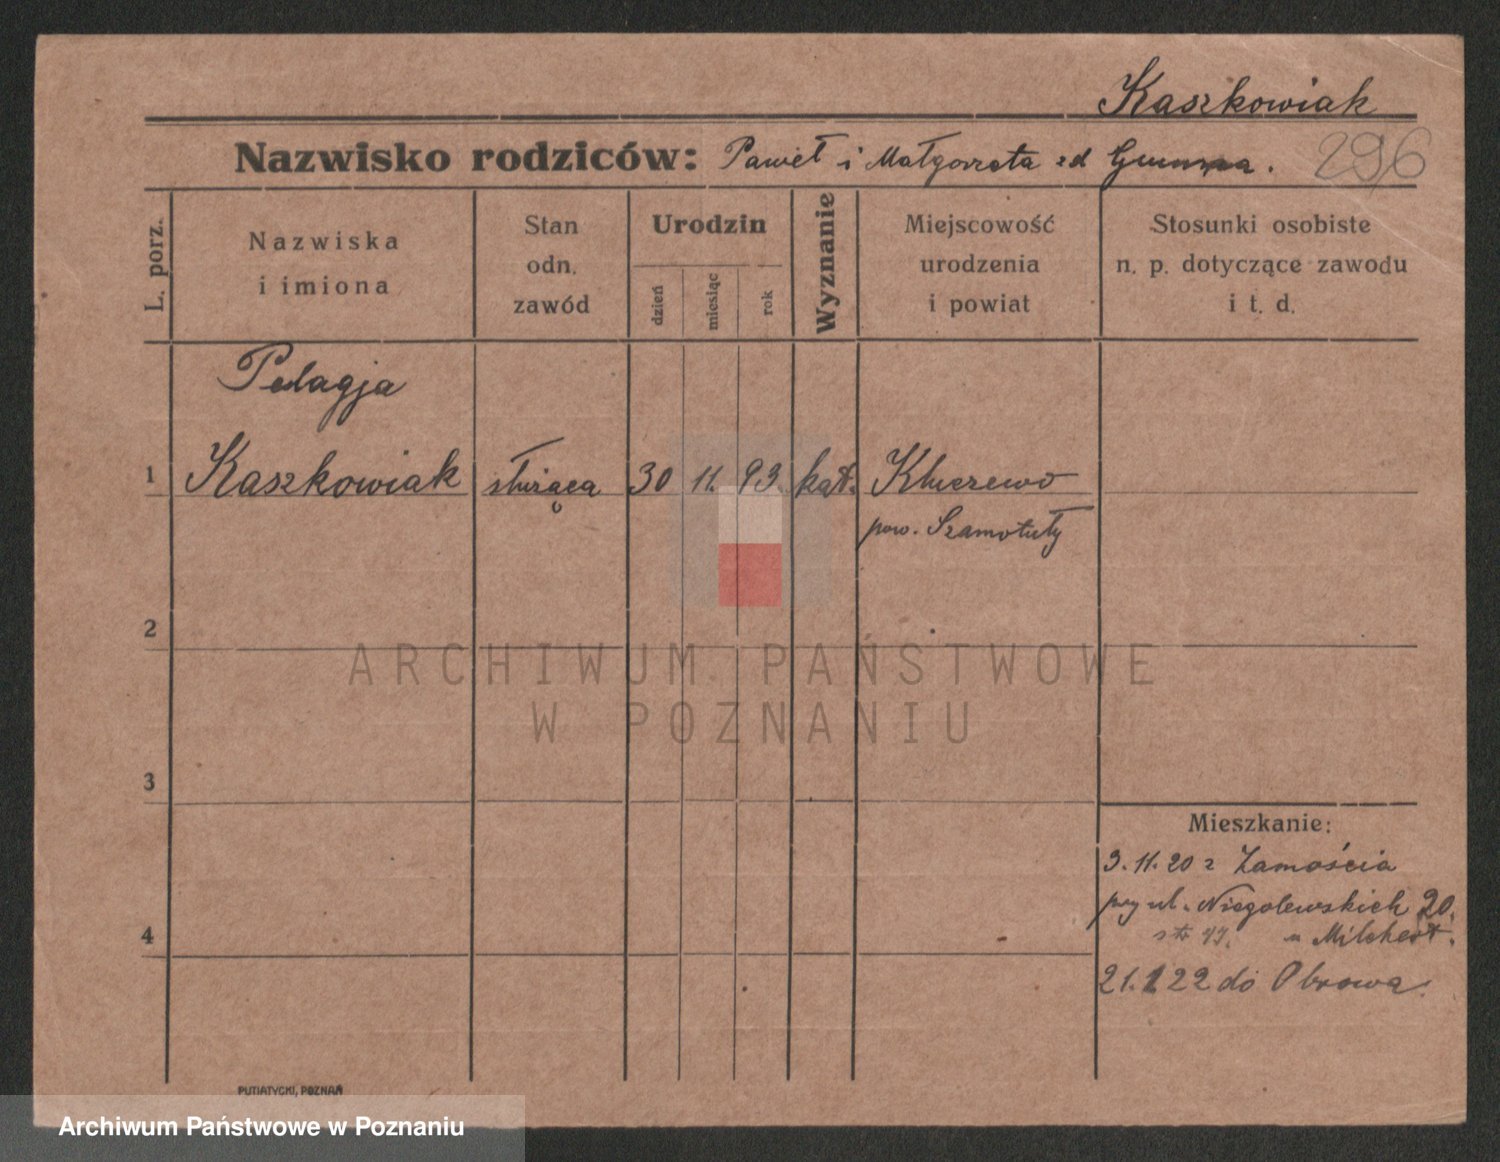 Kaszkowiak
Nazwisko rodziców: Paweł i Małgorzata zd
296
L. porz.
Nazwiska
i imiona
Stan
odn.
zawód
Urodzin
dzień
miesiąc
rok
Wyznanie
Miejscowość
urodzenia
i powiat
Stosunki osobiste
n. p. dotyczące zawodu
i t. d.
Pelagja
1 Kaszkowiak służąca 30 11. 93. kat. Kluczewo
pow. Szamotuły
2
ARCHIWUM PAŃSTWOWE
W POZNANIU
3
Mieszkanie:
3.11.20 z Zamościa
przy ul. Niegolewskich 20.
4
str u Milchert.
21.1.22 do Obrowa.
PUTIATYCKI, POZNAŃ
Archiwum Państwowe w Poznaniu